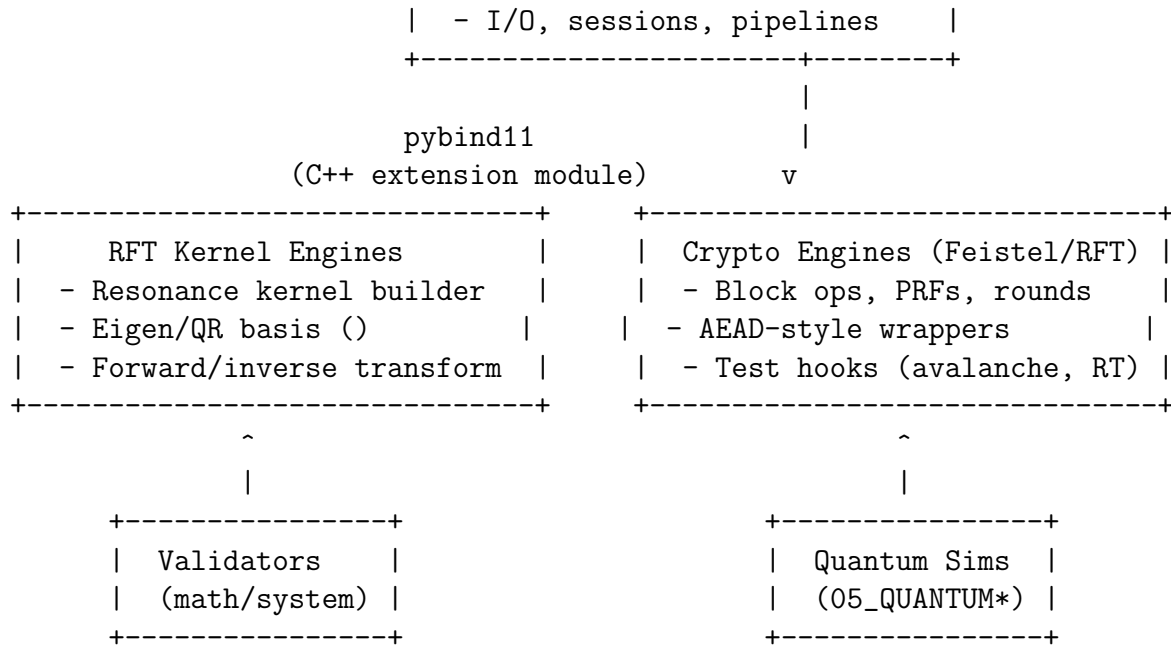 |  - I/O, sessions, pipelines    |
+-----------------------+--------+
|
pybind11                |
(C++ extension module)        v
+-------------------------------+     +-------------------------------+
|     RFT Kernel Engines        |     |  Crypto Engines (Feistel/RFT) |
|  - Resonance kernel builder   |     |  - Block ops, PRFs, rounds    |
|  - Eigen/QR basis ()         |     |  - AEAD-style wrappers        |
|  - Forward/inverse transform  |     |  - Test hooks (avalanche, RT) |
+-------------------------------+     +-------------------------------+
^                                       ^
|                                       |
+----------------+                      +----------------+
|  Validators    |                      |  Quantum Sims  |
|  (math/system) |                      |  (05_QUANTUM*) |
+----------------+                      +----------------+